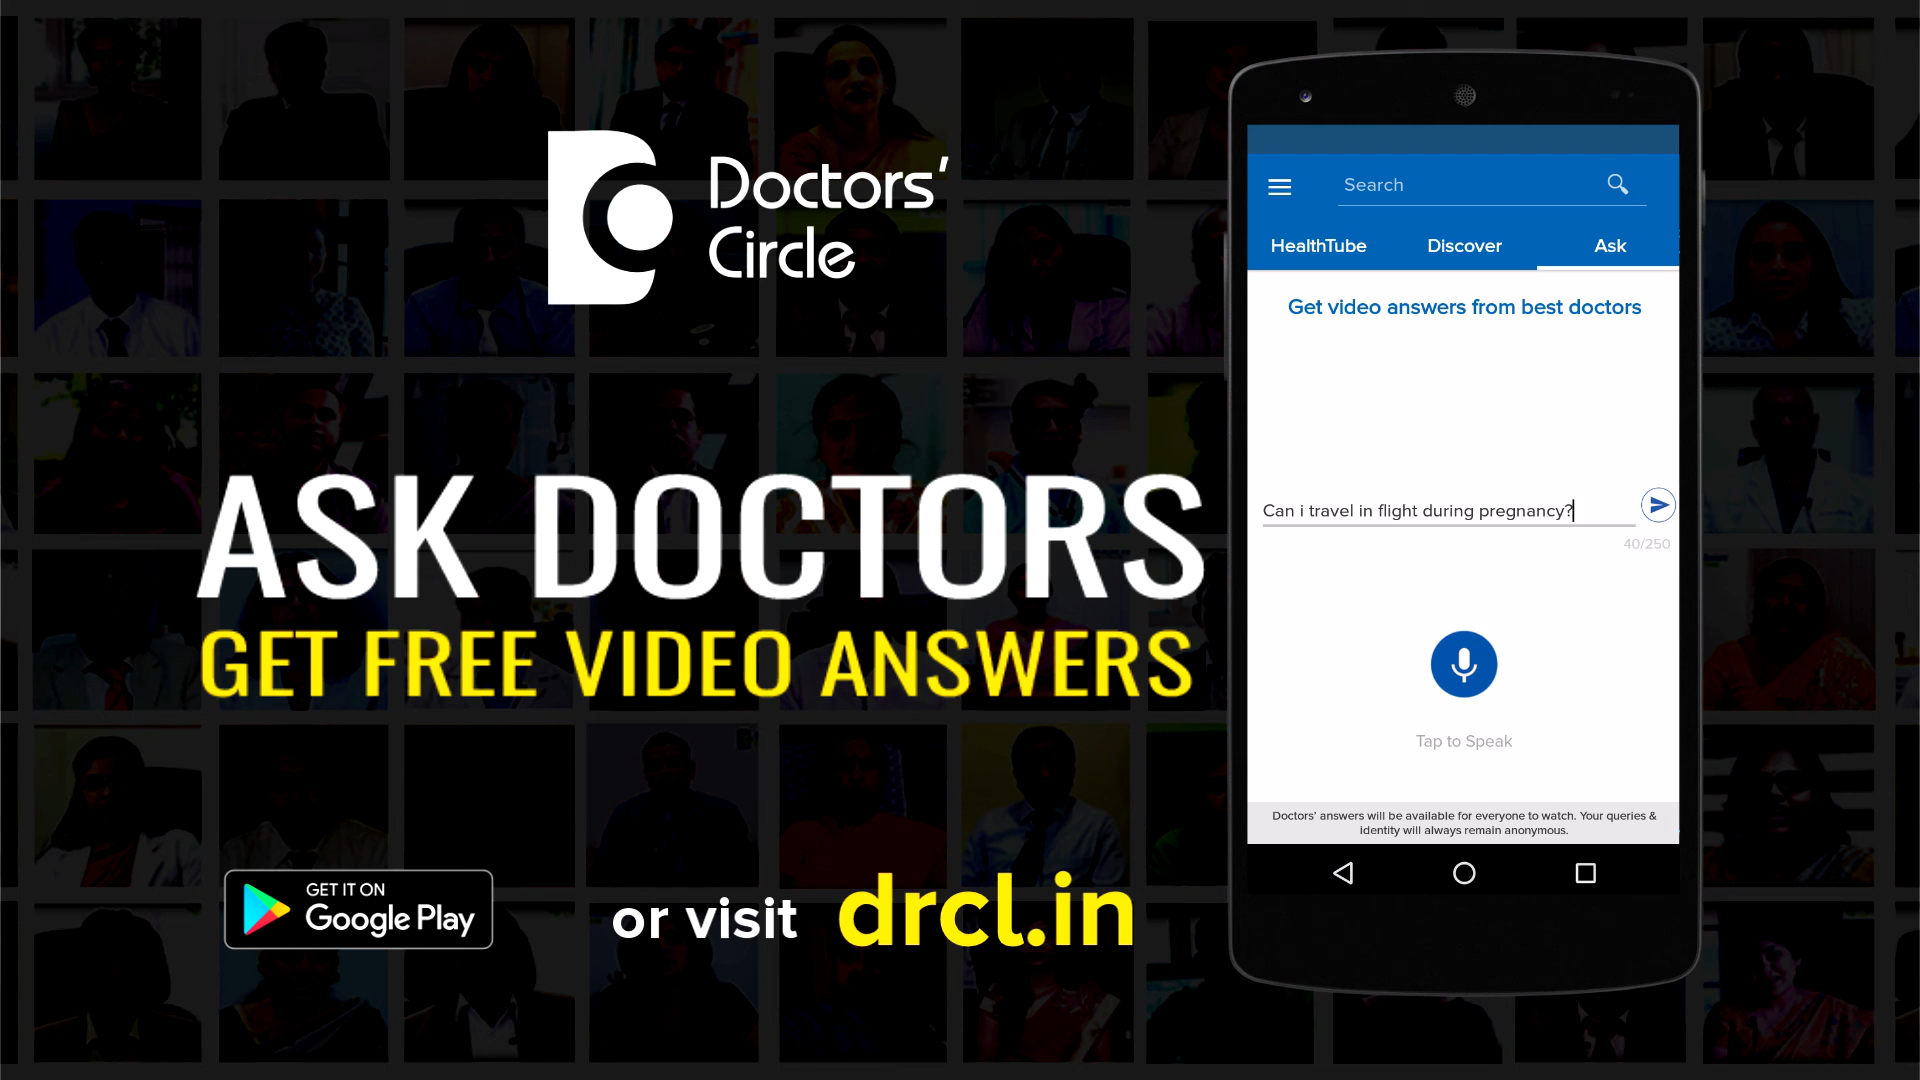 Doctors'
Circle
ASK DOCTORS
GET FREE VIDEO ANSWERS
GET IT ON
Google Play
or visit drcl.in
Search
HealthTube Discover Ask
Get video answers from best doctors
Can i travel in flight during pregnancy?
40/250
Tap to Speak
Doctors' answers will be available for everyone to watch. Your queries &
identity will always remain anonymous.